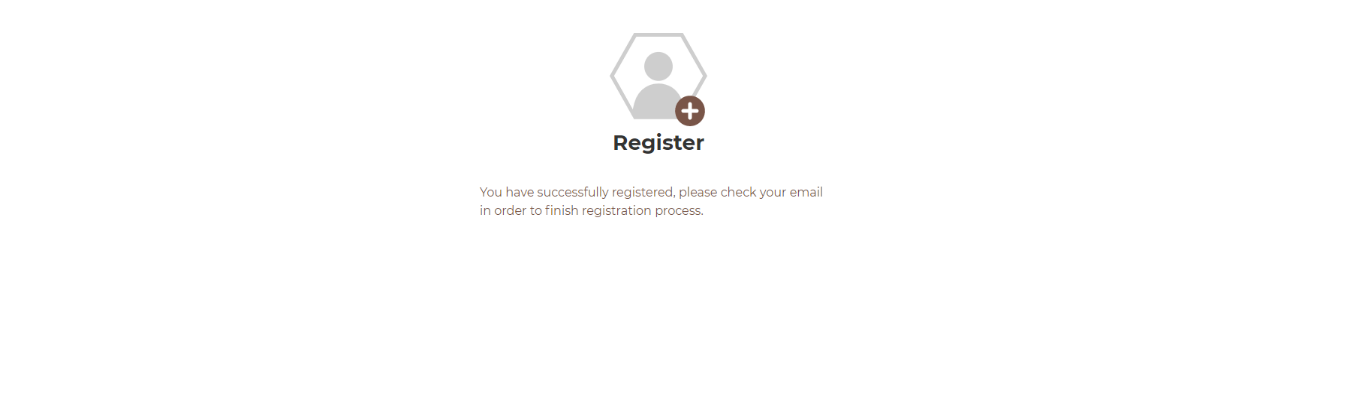 Register
You have successfully registered, please check your email
in order to finish registration process.